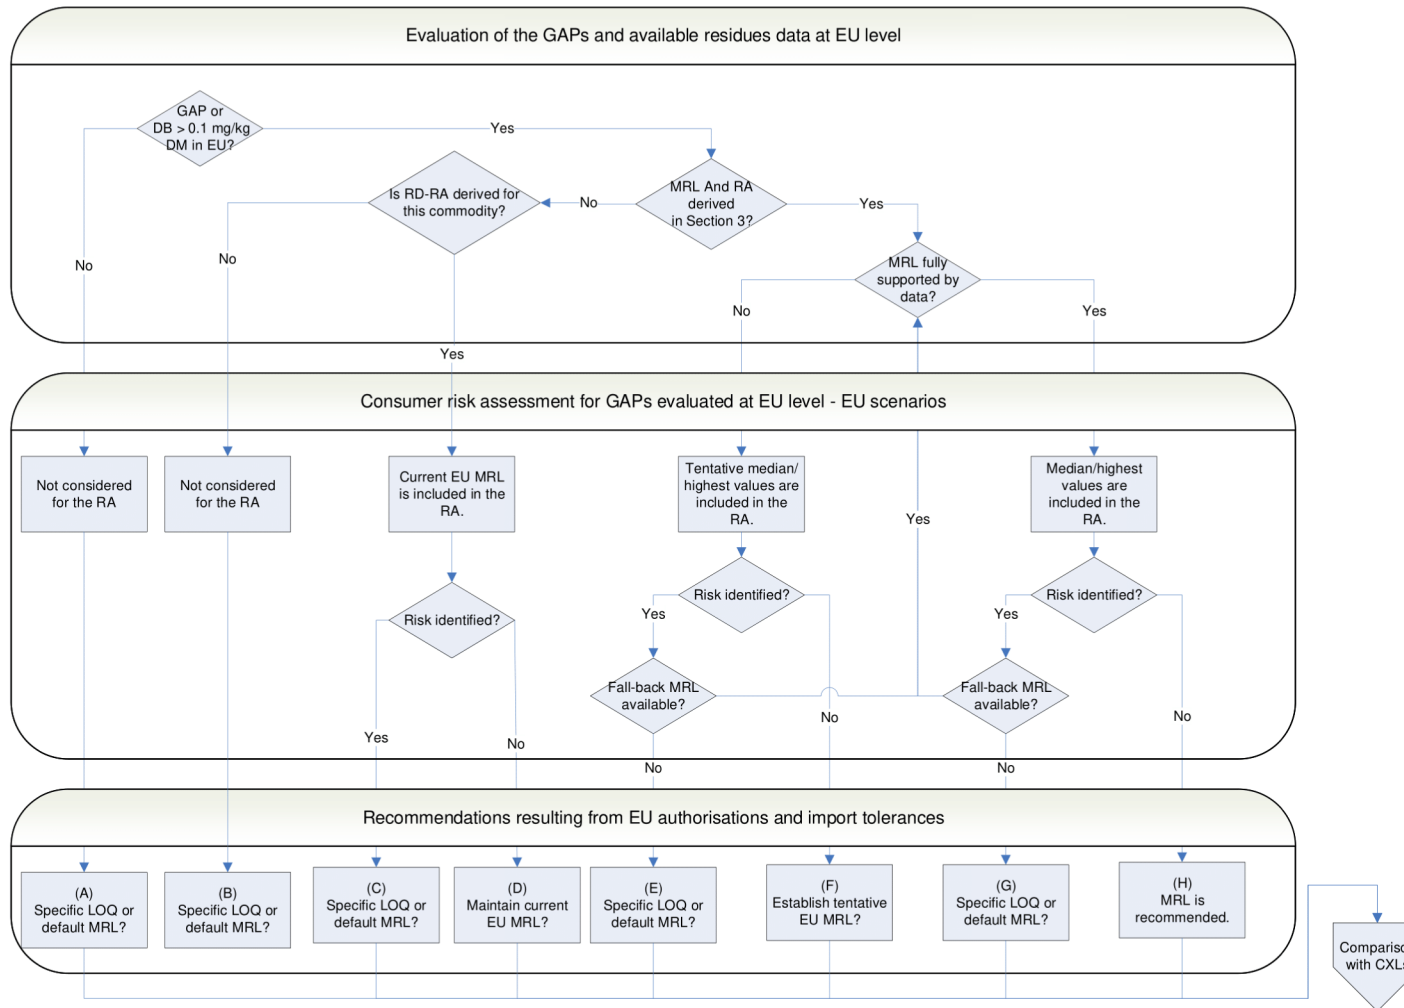 Evaluation of the GAPs and available residues data at EU level
GAP or
DB > 0.1 mg/kg
DM in EU?
Yes
Is RD-RA derived for
this commodity?
No
MRL And RA
derived
in Section 3?
Yes
No
No
MRL fully
supported by
data?
No
Yes
Yes
Consumer risk assessment for GAPs evaluated at EU level - EU scenarios
Not considered
for the RA
Not considered
for the RA
Current EU MRL
is included in the
RA.
Tentative median/
highest values are
included in the
RA.
Yes
Median/highest
values are
included in the
RA.
Risk identified?
Risk identified?
Risk identified?
Yes
Yes
Fall-back MRL
available?
Fall-back MRL
available?
Yes
No
No
No
No
No
Recommendations resulting from EU authorisations and import tolerances
(A)
Specific LOQ or
default MRL?
(B)
Specific LOQ or
default MRL?
(C)
Specific LOQ or
default MRL?
(D)
Maintain current
EU MRL?
(E)
Specific LOQ or
default MRL?
(F)
Establish tentative
EU MRL?
(G)
Specific LOQ or
default MRL?
(H)
MRL is
recommended.
with